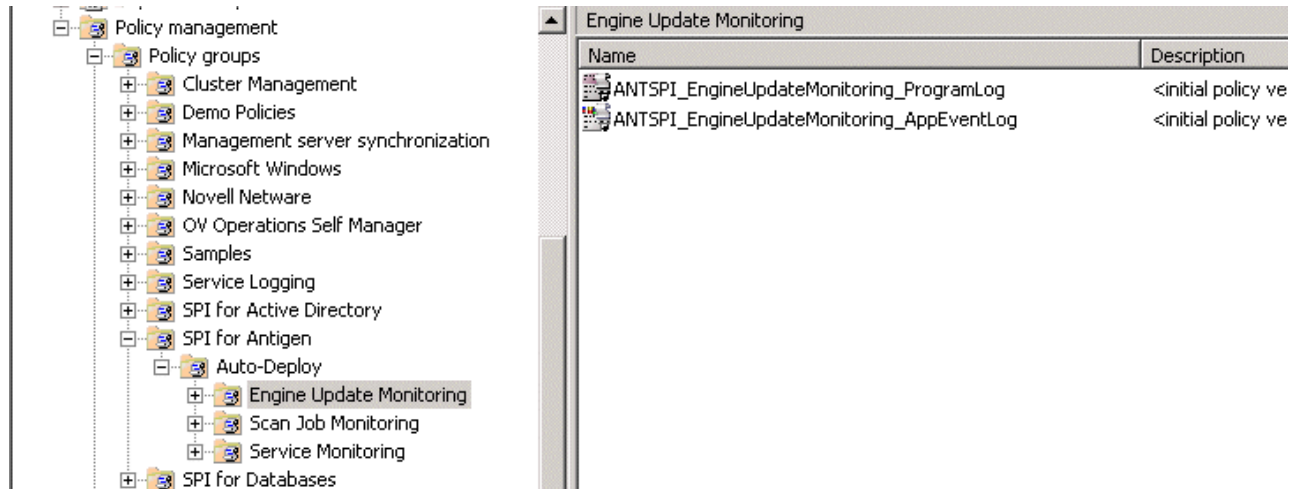 Policy management
Policy groups
Cluster Management
Demo Policies
Management server synchronization
Microsoft Windows
Novell Netware
OV Operations Self Manager
Samples
Service Logging
SPI for Active Directory
SPI for Antigen
Auto-Deploy
Engine Update Monitoring
Scan Job Monitoring
Service Monitoring
SPI for Databases
Engine Update Monitoring
Name Description
ANTSPI_EngineUpdateMonitoring_ProgramLog <initial policy ve
ANTSPI_EngineUpdateMonitoring_AppEventLog <initial policy ve